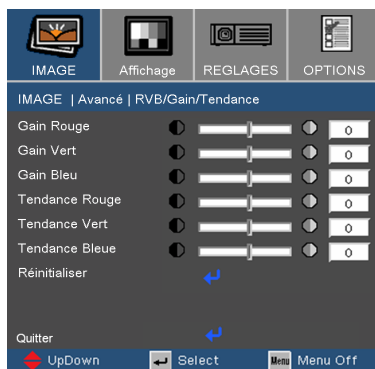 IMAGE Affichage REGLAGES OPTIONS
IMAGE | Avancé | RVB/Gain/Tendance
Gain Rouge 0
Gain Vert 0
Gain Bleu 0
Tendance Rouge 0
Tendance Vert 0
Tendance Bleue 0
Réinitialiser
Quitter
UpDown Select Menu Menu Off